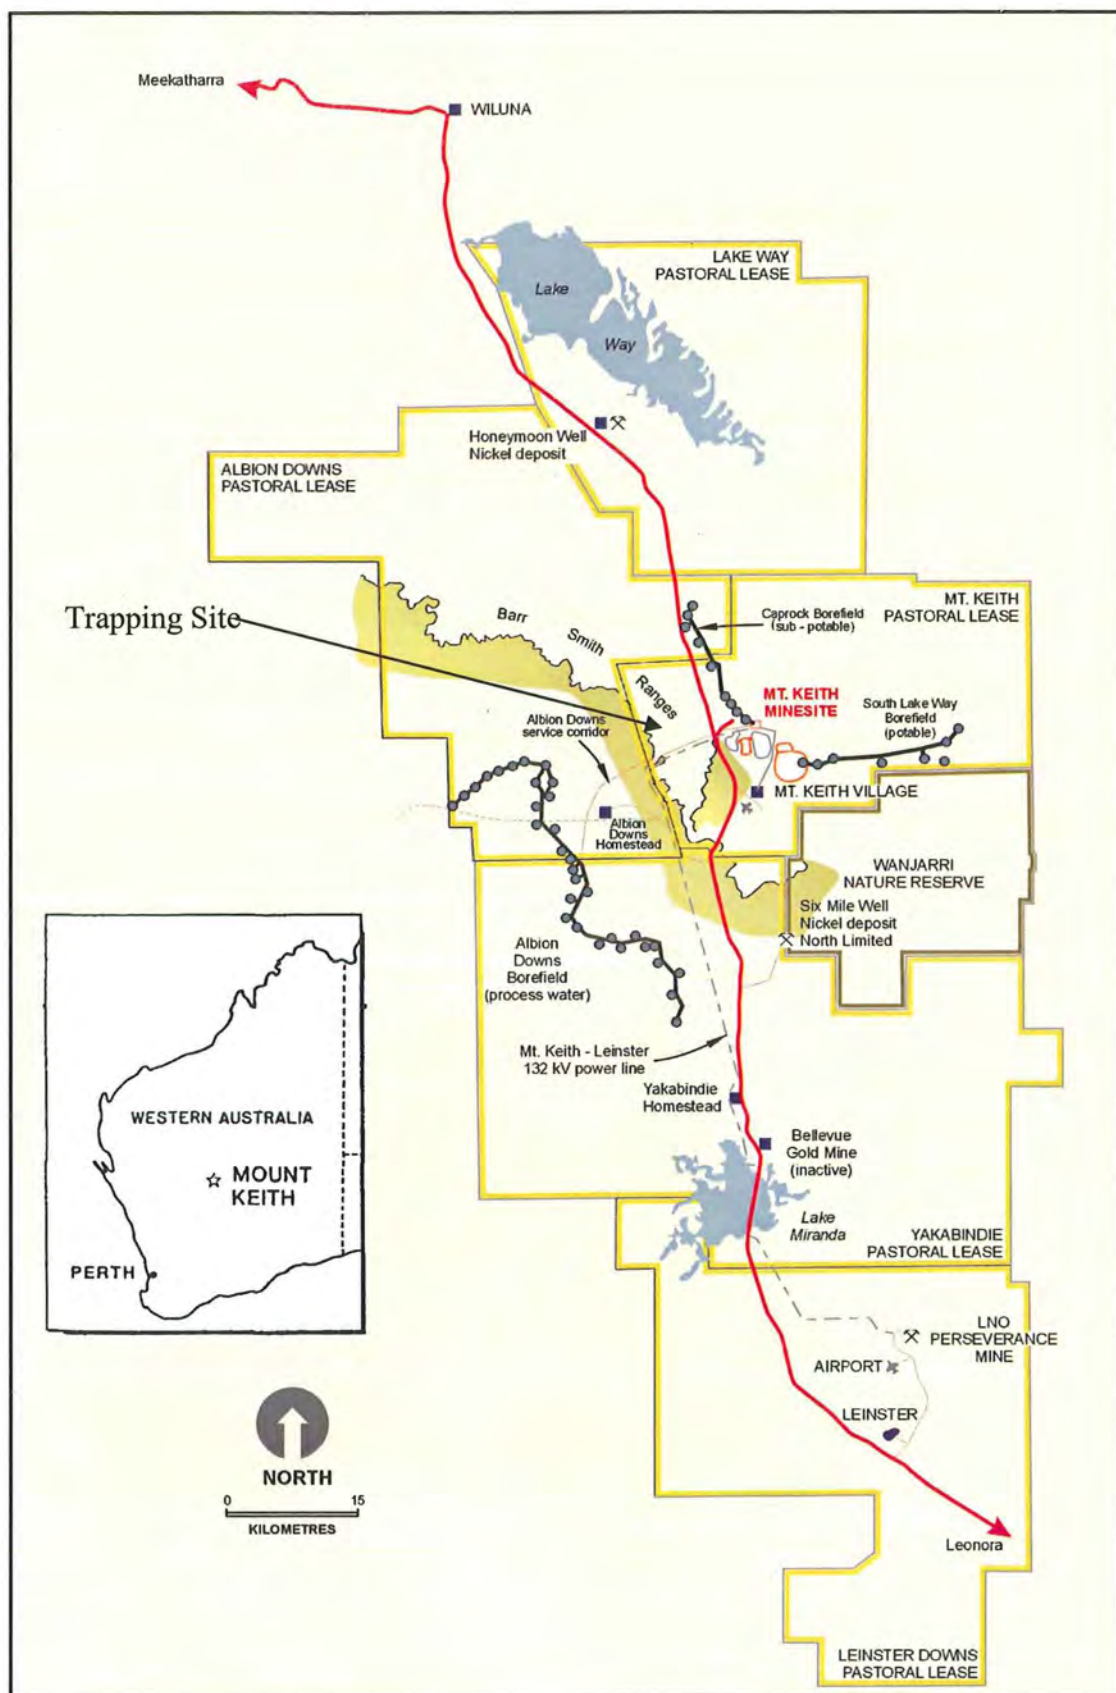 Meekatharra
WILUNA
LAKE WAY
PASTORAL LEASE
Lake
Way
Honeymoon Well
Nickel deposit
ALBION DOWNS
PASTORAL LEASE
MT. KEITH
PASTORAL LEASE
Trapping Site
Barr
Smith
Ranges
Caprock Borefield
(sub - potable)
MT. KEITH
MINESITE
South Lake Way
Borefield
(potable)
Albion Downs
service corridor
MT. KEITH VILLAGE
Albion
Downs
Homestead
WANJARRI
NATURE RESERVE
Six Mile Well
Nickel deposit
North Limited
Albion
Downs
Borefield
(process water)
Mt. Keith - Leinster
132 kV power line
Yakabindie
Homestead
Bellevue
Gold Mine
(inactive)
Lake
Miranda
YAKABINDIE
PASTORAL LEASE
WESTERN AUSTRALIA
MOUNT
KEITH
PERTH
LNO
PERSEVERANCE
MINE
AIRPORT
LEINSTER
NORTH
0 15
KILOMETRES
Leonora
LEINSTER DOWNS
PASTORAL LEASE